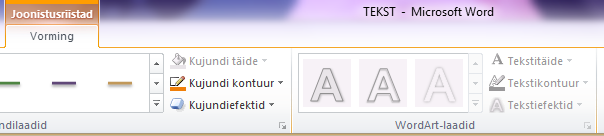 Joonistusriistad
TEKST - Microsoft Word
Vorming
Kujundi täide
Kujundi kontuur
Kujundiefektid
ndilaadid
A A A
Tekstitäide
Tekstikontuur
Tekstiefektid
WordArt-laadid